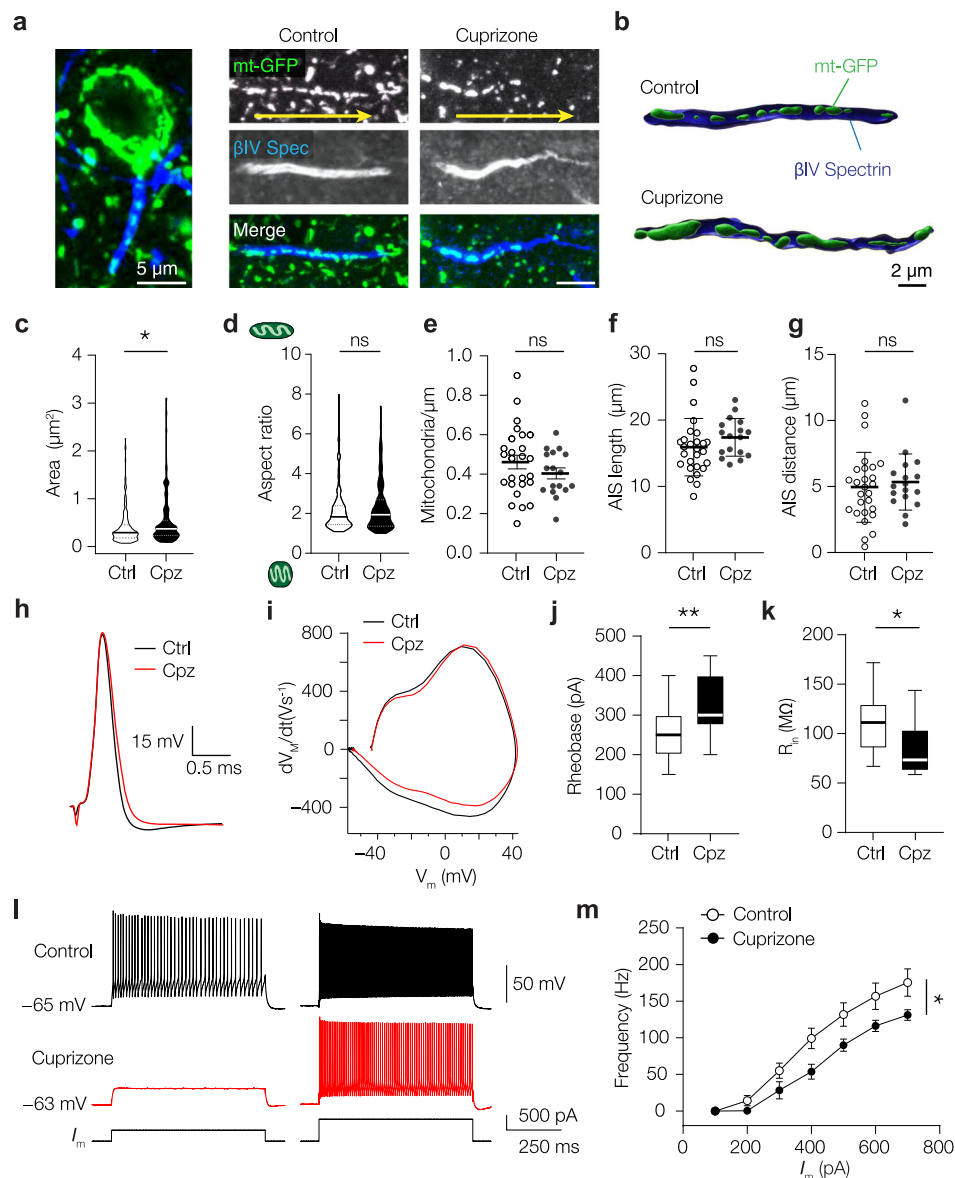 a
Control
Cuprizone
mt-GFP
βIV Spec
Merge
5 µm
b
mt-GFP
Control
βIV Spectrin
Cuprizone
2 µm
c
*
4
3
2
1
0
Area (µm²)
Ctrl
Cpz
d
ns
10
8
6
4
2
0
Aspect ratio
Ctrl
Cpz
e
ns
1.0
0.8
0.6
0.4
0.2
0.0
Mitochondria/µm
Ctrl
Cpz
f
ns
30
20
10
0
AIS length (µm)
Ctrl
Cpz
g
ns
15
10
5
0
AIS distance (µm)
Ctrl
Cpz
h
Ctrl
Cpz
15 mV
0.5 ms
i
Ctrl
Cpz
800
400
0
−400
dVM/dt(Vs-1)
−40
0
40
Vm (mV)
j
**
500
400
300
200
100
0
Rheobase (pA)
Ctrl
Cpz
k
*
200
150
100
50
0
Rin (MΩ)
Ctrl
Cpz
l
Control
−65 mV
50 mV
Cuprizone
−63 mV
Im
500 pA
250 ms
m
Control
Cuprizone
250
200
150
100
50
0
Frequency (Hz)
*
0
200
400
600
800
Im (pA)